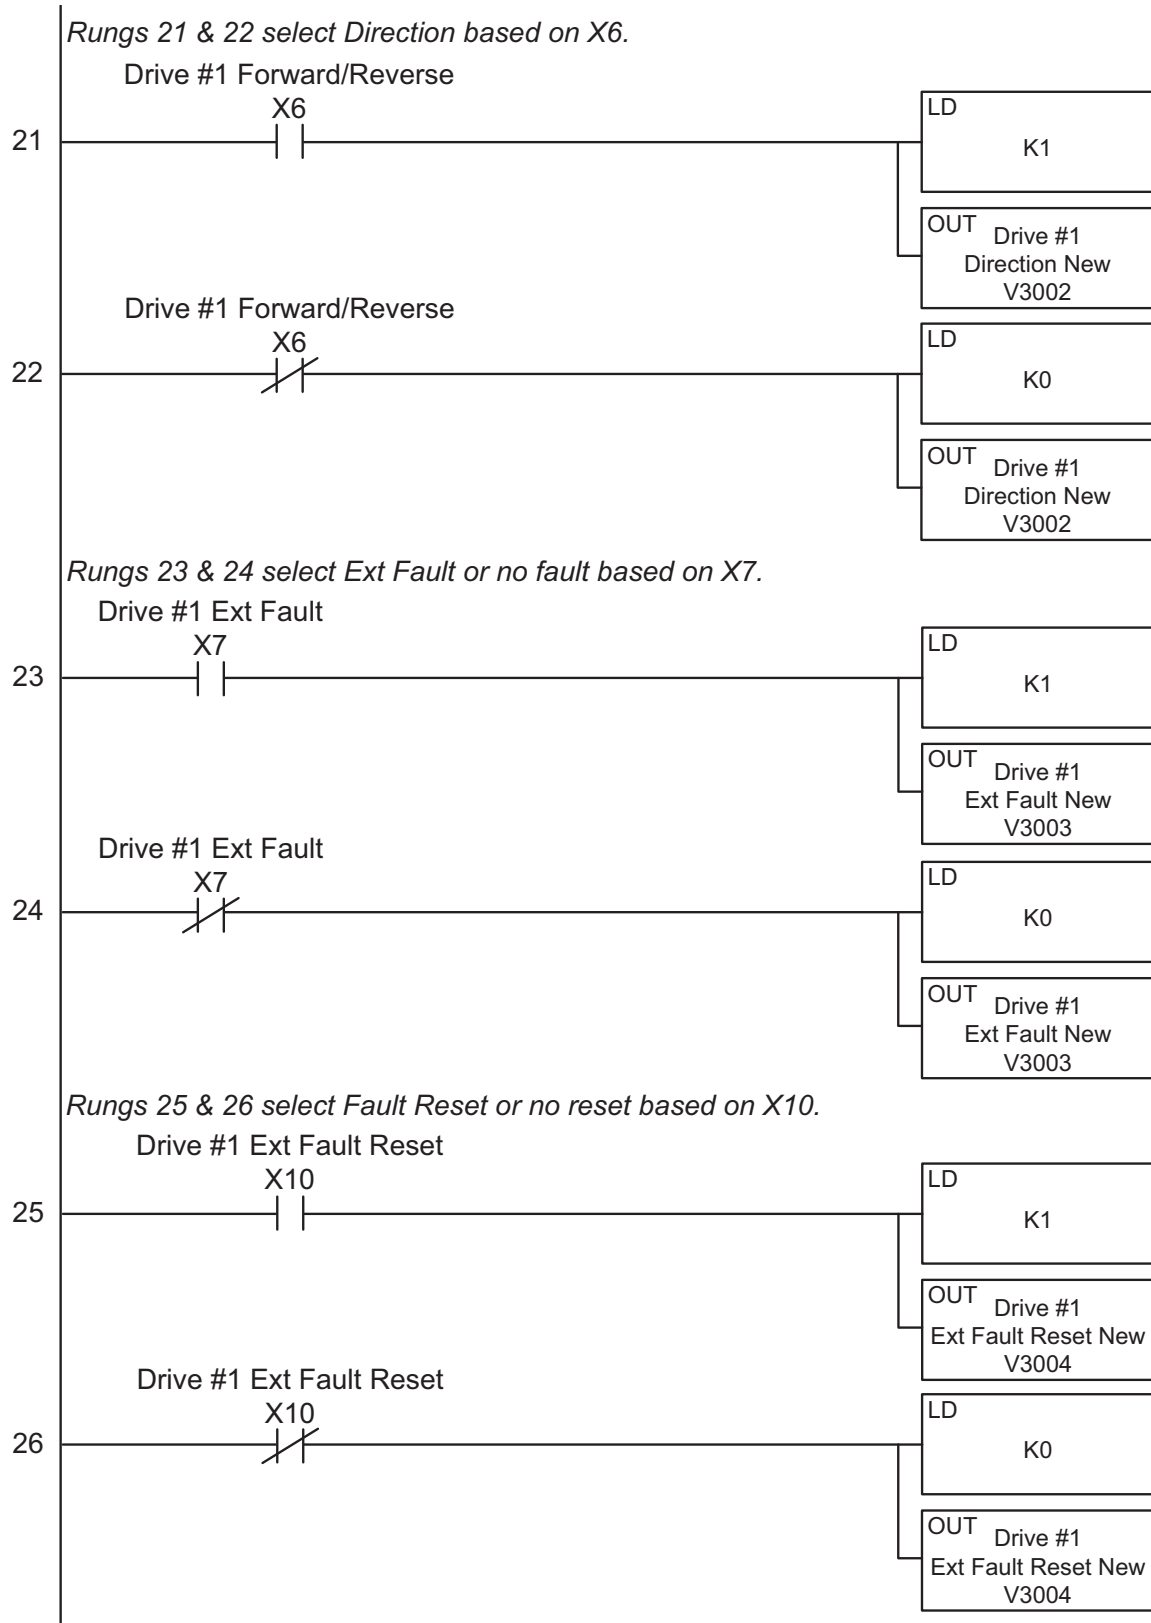 Rungs 21 & 22 select Direction based on X6.
Drive #1 Forward/Reverse
X6
21
LD
K1
OUT Drive #1
Direction New
V3002
Drive #1 Forward/Reverse
X6
22
LD
K0
OUT Drive #1
Direction New
V3002
Rungs 23 & 24 select Ext Fault or no fault based on X7.
Drive #1 Ext Fault
X7
23
LD
K1
OUT Drive #1
Ext Fault New
V3003
Drive #1 Ext Fault
X7
24
LD
K0
OUT Drive #1
Ext Fault New
V3003
Rungs 25 & 26 select Fault Reset or no reset based on X10.
Drive #1 Ext Fault Reset
X10
25
LD
K1
OUT Drive #1
Ext Fault Reset New
V3004
Drive #1 Ext Fault Reset
X10
26
LD
K0
OUT Drive #1
Ext Fault Reset New
V3004